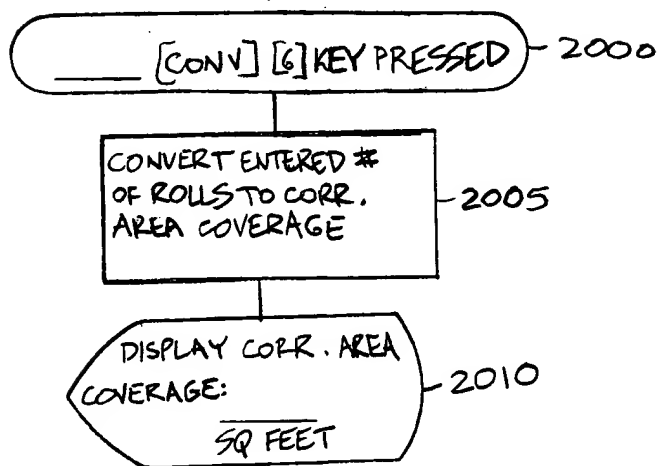 ____ [CONV] [6] KEY PRESSED 2000
CONVERT ENTERED #
OF ROLLS TO CORR.
AREA COVERAGE
2005
DISPLAY CORR. AREA
COVERAGE:
____
SQ FEET
2010